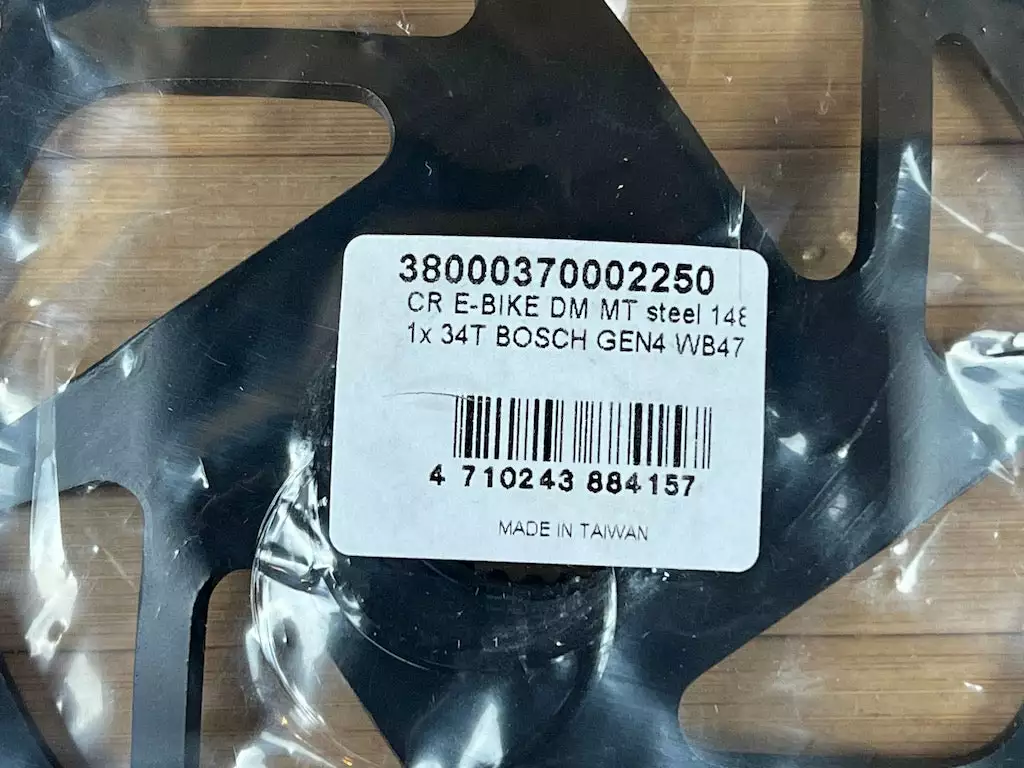 38000370002250
CR E-BIKE DM MT steel 148
1x 34T BOSCH GEN4 WB47
4 710243 884157
MADE IN TAIWAN